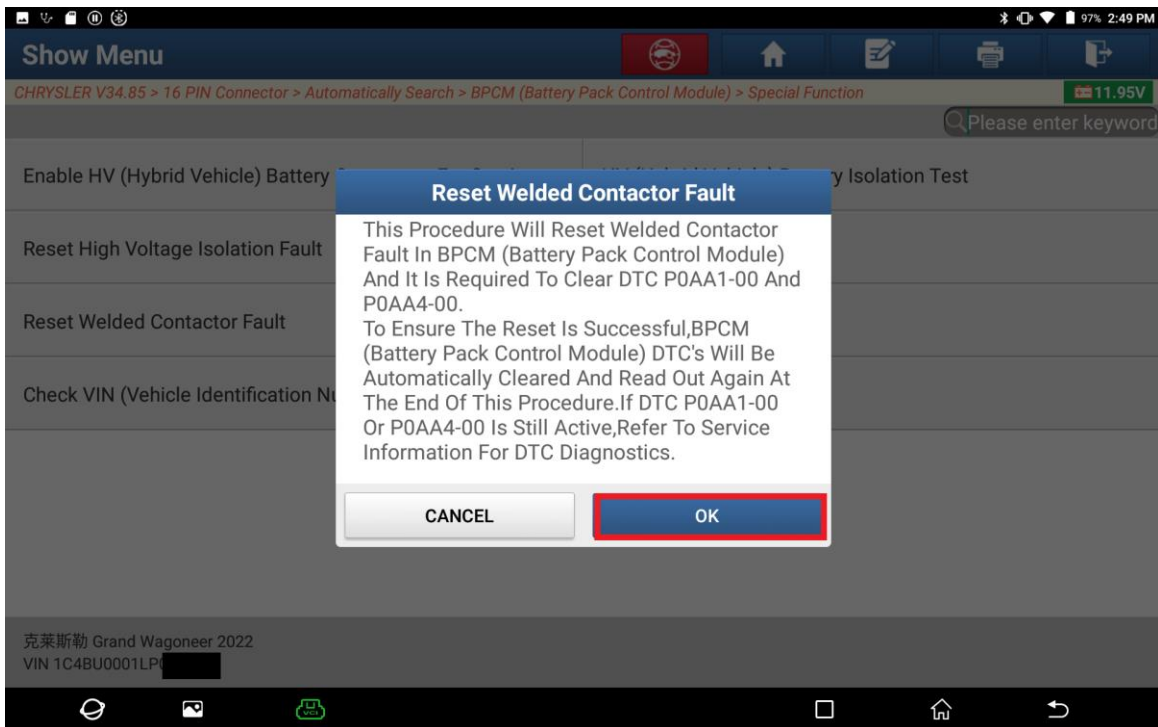 97% 2:49 PM
Show Menu
CHRYSLER V34.85 > 16 PIN Connector > Automatically Search > BPCM (Battery Pack Control Module) > Special Function
11.95V
Please enter keyword
Enable HV (Hybrid Vehicle) Battery
y Isolation Test
Reset High Voltage Isolation Fault
Reset Welded Contactor Fault
Check VIN (Vehicle Identification
Reset Welded Contactor Fault
This Procedure Will Reset Welded Contactor
Fault In BPCM (Battery Pack Control Module)
And It Is Required To Clear DTC P0AA1-00 And
P0AA4-00.
To Ensure The Reset Is Successful,BPCM
(Battery Pack Control Module) DTC's Will Be
Automatically Cleared And Read Out Again At
The End Of This Procedure.If DTC P0AA1-00
Or P0AA4-00 Is Still Active,Refer To Service
Information For DTC Diagnostics.
CANCEL
OK
克莱斯勒 Grand Wagoneer 2022
VIN 1C4BU0001LP
VCI